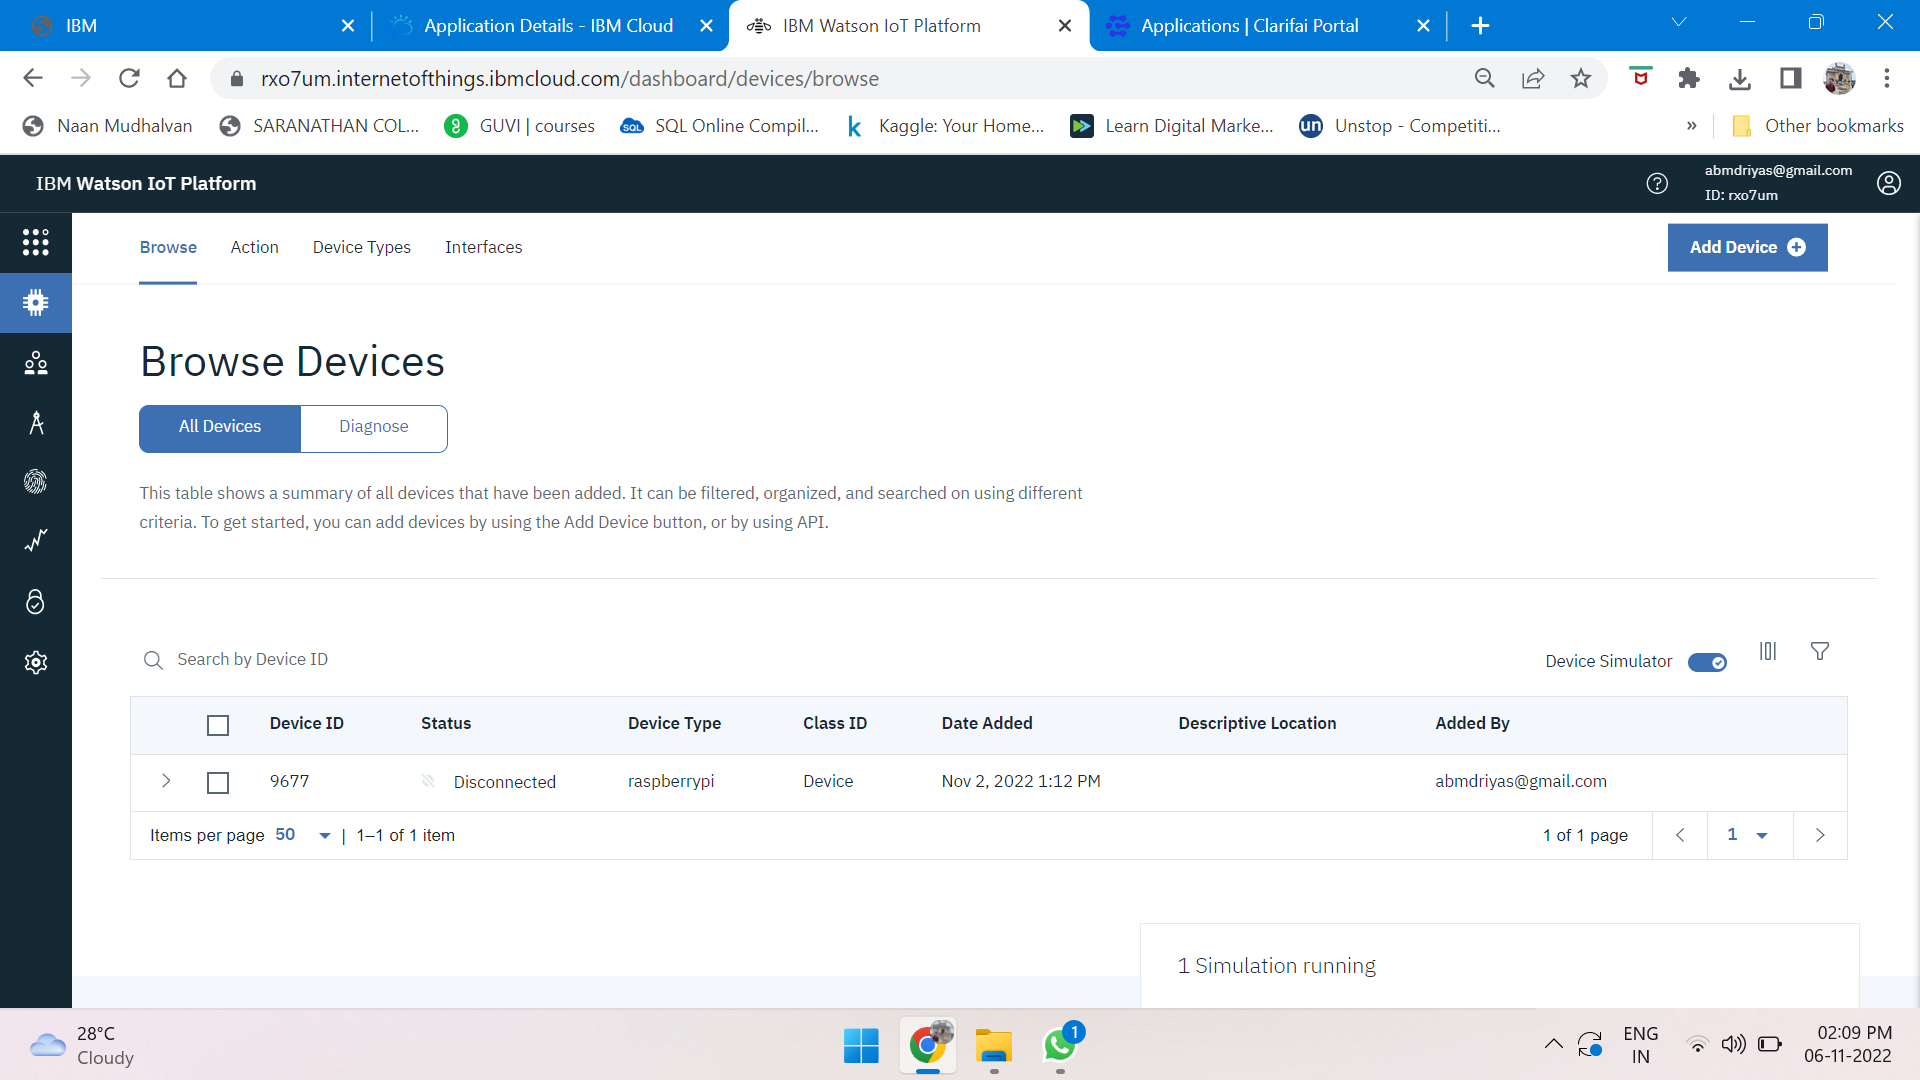 IBM
Application Details - IBM Cloud
IBM Watson IoT Platform
Applications | Clarifai Portal
rxo7um.internetofthings.ibmcloud.com/dashboard/devices/browse
Naan Mudhalvan
SARANATHAN COL...
GUVI | courses
SQL Online Compil...
Kaggle: Your Home...
Learn Digital Marke...
Unstop - Competiti...
»
Other bookmarks
IBM Watson IoT Platform
abmdriyas@gmail.com
ID: rxo7um
Browse
Action
Device Types
Interfaces
Add Device
Browse Devices
All Devices
Diagnose
This table shows a summary of all devices that have been added. It can be filtered, organized, and searched on using different
criteria. To get started, you can add devices by using the Add Device button, or by using API.
Search by Device ID
Device Simulator
Device ID Status Device Type Class ID Date Added Descriptive Location Added By
9677 Disconnected raspberrypi Device Nov 2, 2022 1:12 PM abmdriyas@gmail.com
Items per page 50 | 1–1 of 1 item
1 of 1 page
1
1 Simulation running
28°C
Cloudy
1
ENG
IN
02:09 PM
06-11-2022